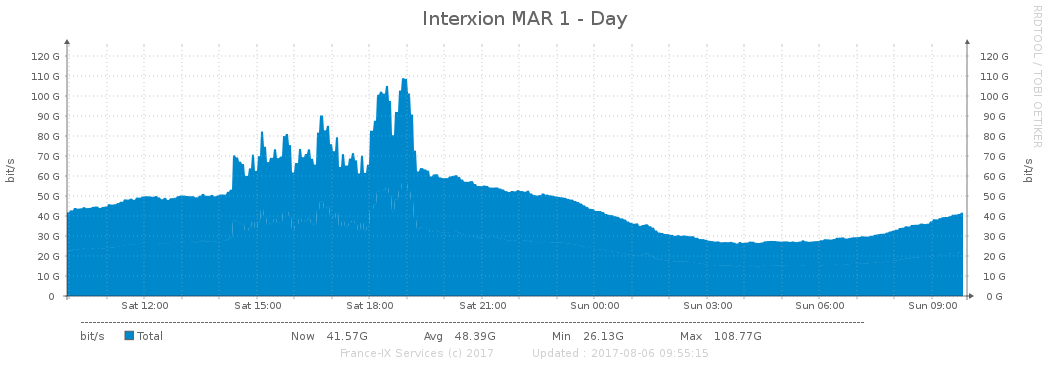 Interxion MAR 1 - Day
RRDTOOL / TOBI OETIKER
120 G 120 G
110 G 110 G
100 G 100 G
90 G 90 G
80 G 80 G
70 G 70 G
60 G 60 G
50 G 50 G
40 G 40 G
30 G 30 G
20 G 20 G
10 G 10 G
0 0 G
bit/s bit/s
Sat 12:00 Sat 15:00 Sat 18:00 Sat 21:00 Sun 00:00 Sun 03:00 Sun 06:00 Sun 09:00
bit/s Total Now 41.57G Avg 48.39G Min 26.13G Max 108.77G
France-IX Services (c) 2017 Updated : 2017-08-06 09:55:15